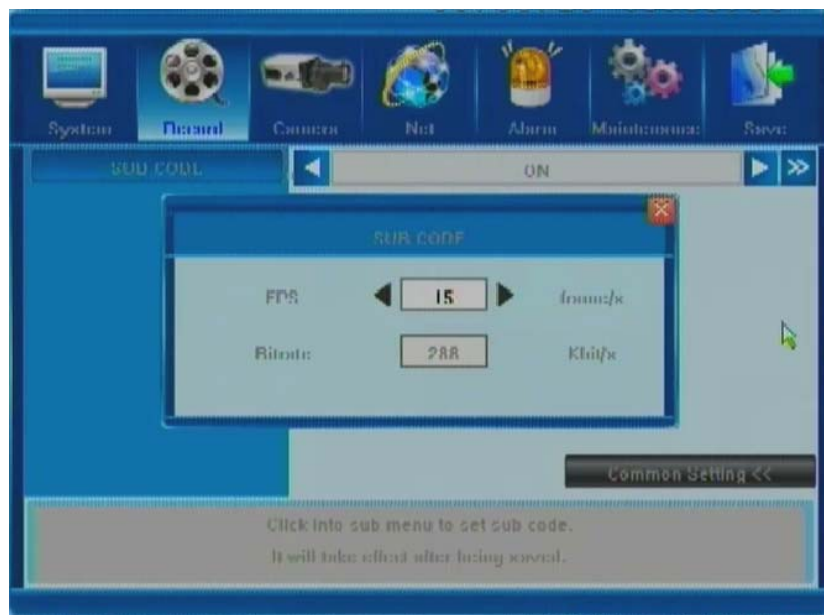 System Record Camera Net Alarm Maintenance Save
SUB CODE ON
SUB CODE
FPS 15 frame/s
Bitrate 288 Kbit/s
Common Setting <<
Click into sub menu to set sub code.
It will take effect after being saved.